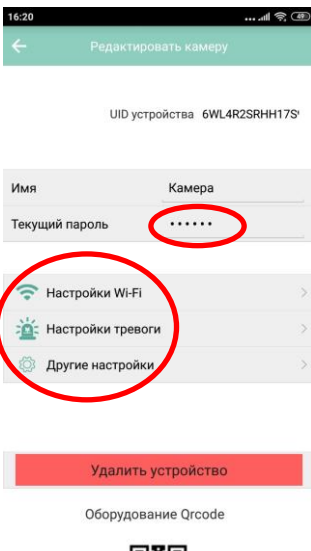 16:20
Редактировать камеру
UID устройства 6WL4R2SRHH17S
Имя Камера
Текущий пароль ••••••
Настройки Wi-Fi
Настройки тревоги
Другие настройки
Удалить устройство
Оборудование Qrcode